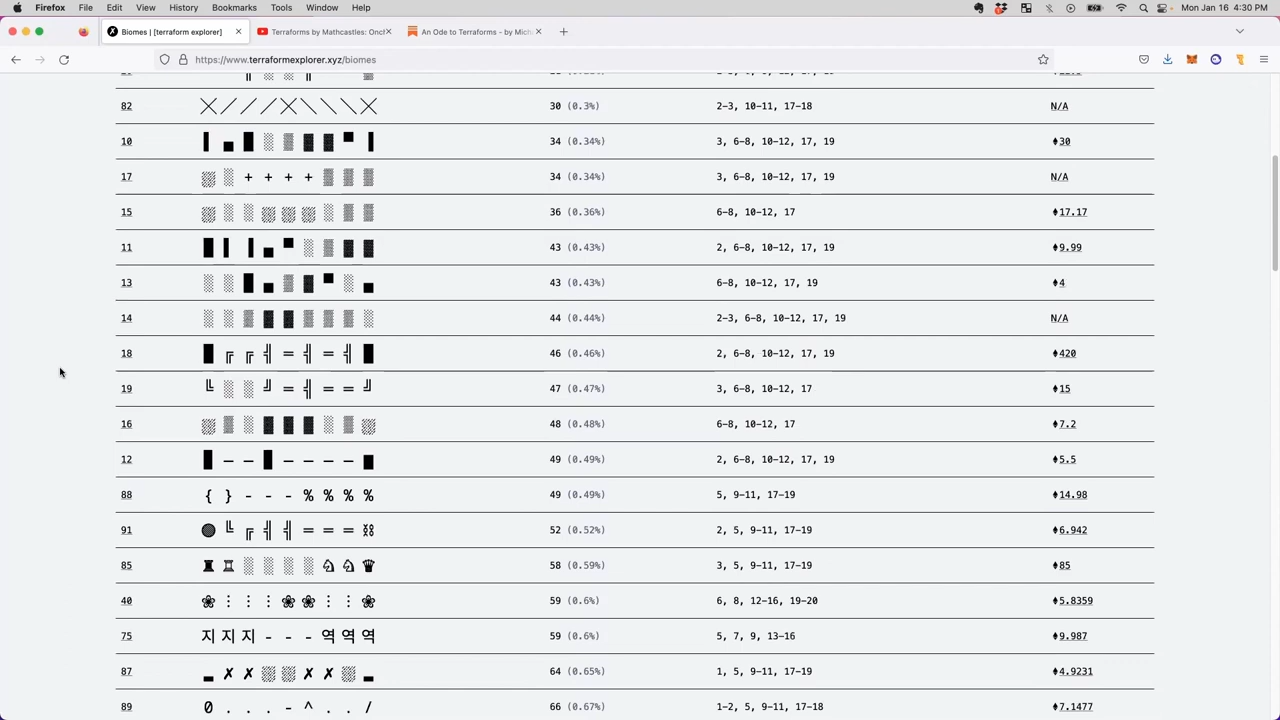 Firefox File Edit View History Bookmarks Tools Window Help Mon Jan 16 4:30 PM
Biomes | [terraform explorer] × Terraforms by Mathcastles: Onch × An Ode to Terraforms - by Mich × +
https://www.terraformexplorer.xyz/biomes
82 ╳ ╱ ╱ ╱ ╳ ╲ ╲ ╲ ╳ 30 (0.3%) 2-3, 10-11, 17-18 N/A
10 ▌ ▄ █ ░ ▒ ▓ ▓ ▀ ▐ 34 (0.34%) 3, 6-8, 10-12, 17, 19 ♦30
17 ▨ ░ + + + + ▒ ▒ ▒ 34 (0.34%) 3, 6-8, 10-12, 17, 19 N/A
15 ▨ ░ ░ ▨ ▨ ▨ ░ ▒ ▒ 36 (0.36%) 6-8, 10-12, 17 ♦17.17
11 █ ▌ ▐ ▄ ▀ ░ ▒ ▓ ▓ 43 (0.43%) 2, 6-8, 10-12, 17, 19 ♦9.99
13 ░ ░ █ ▄ ▒ ▓ ▀ ░ ▄ 43 (0.43%) 6-8, 10-12, 17, 19 ♦4
14 ░ ░ ▒ ▓ ▓ ▒ ▒ ▒ ░ 44 (0.44%) 2-3, 6-8, 10-12, 17, 19 N/A
18 █ ╔ ╔ ╣ ═ ╣ ═ ╣ █ 46 (0.46%) 2, 6-8, 10-12, 17, 19 ♦420
19 ╚ ░ ░ ╝ ═ ╣ ═ ═ ╝ 47 (0.47%) 3, 6-8, 10-12, 17 ♦15
16 ▨ ▒ ░ ▓ ▓ ▓ ░ ▒ ▨ 48 (0.48%) 6-8, 10-12, 17 ♦7.2
12 █ ─ ─ █ ─ ─ ─ ─ ▄ 49 (0.49%) 2, 6-8, 10-12, 17, 19 ♦5.5
88 { } - - - % % % % 49 (0.49%) 5, 9-11, 17-19 ♦14.98
91 ◍ ╚ ╔ ╣ ╣ ═ ═ ═ ⛓ 52 (0.52%) 2, 5, 9-11, 17-19 ♦6.942
85 ♜ ♖ ░ ░ ░ ░ ♘ ♘ ♛ 58 (0.59%) 3, 5, 9-11, 17-19 ♦85
40 ❀ ⋮ ⋮ ⋮ ❀ ❀ ⋮ ⋮ ❀ 59 (0.6%) 6, 8, 12-16, 19-20 ♦5.8359
75 지 지 지 - - - 역 역 역 59 (0.6%) 5, 7, 9, 13-16 ♦9.987
87 ▂ ✗ ✗ ▨ ▨ ✗ ✗ ▨ ▂ 64 (0.65%) 1, 5, 9-11, 17-19 ♦4.9231
89 0 . . . - ^ . . / 66 (0.67%) 1-2, 5, 9-11, 17-18 ♦7.1477